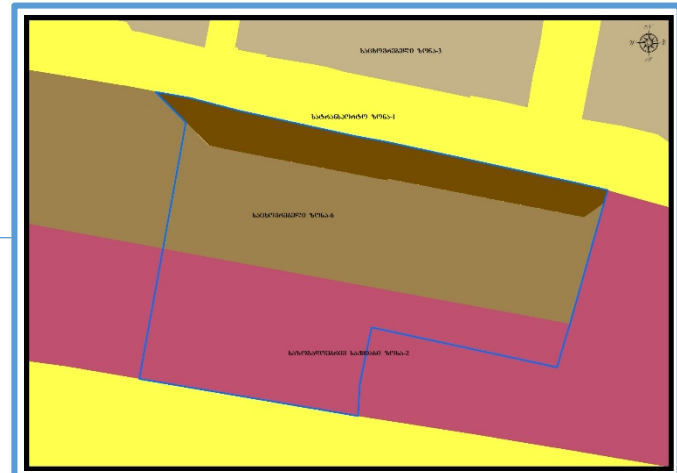 საცხოვრებელი ზონა-3
სატრანსპორტო ზონა-1
საცხოვრებელი ზონა-6
საზოგადოებრივ საქმიანი ზონა-2